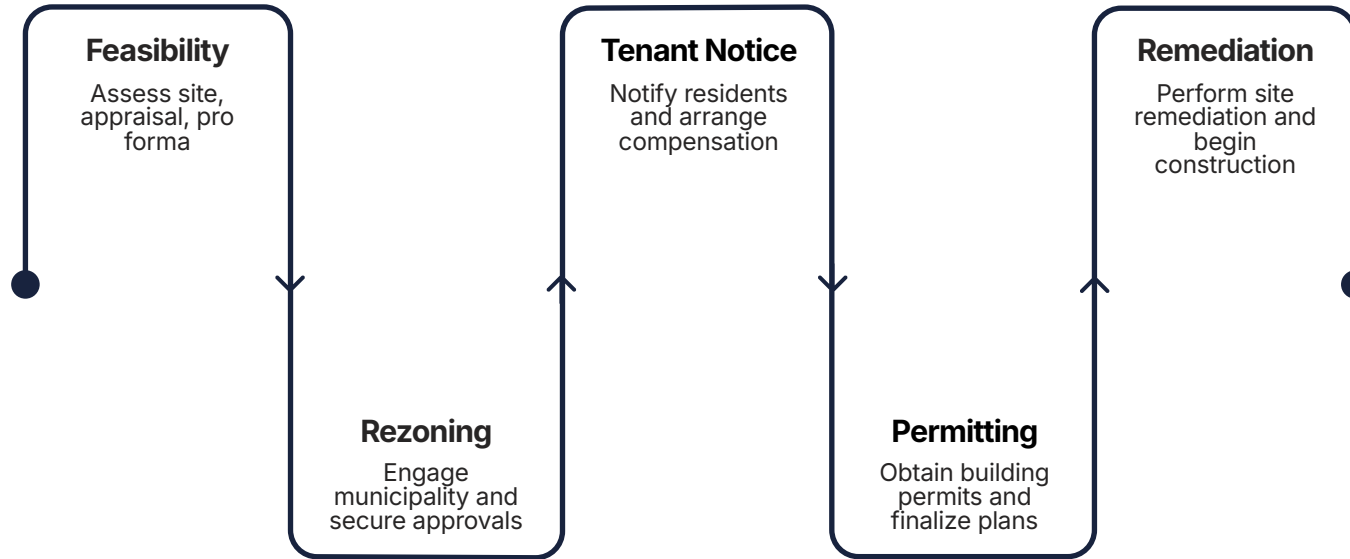 Feasibility
Assess site,
appraisal, pro
forma
Rezoning
Engage
municipality and
secure approvals
Tenant Notice
Notify residents
and arrange
compensation
Permitting
Obtain building
permits and
finalize plans
Remediation
Perform site
remediation and
begin
construction